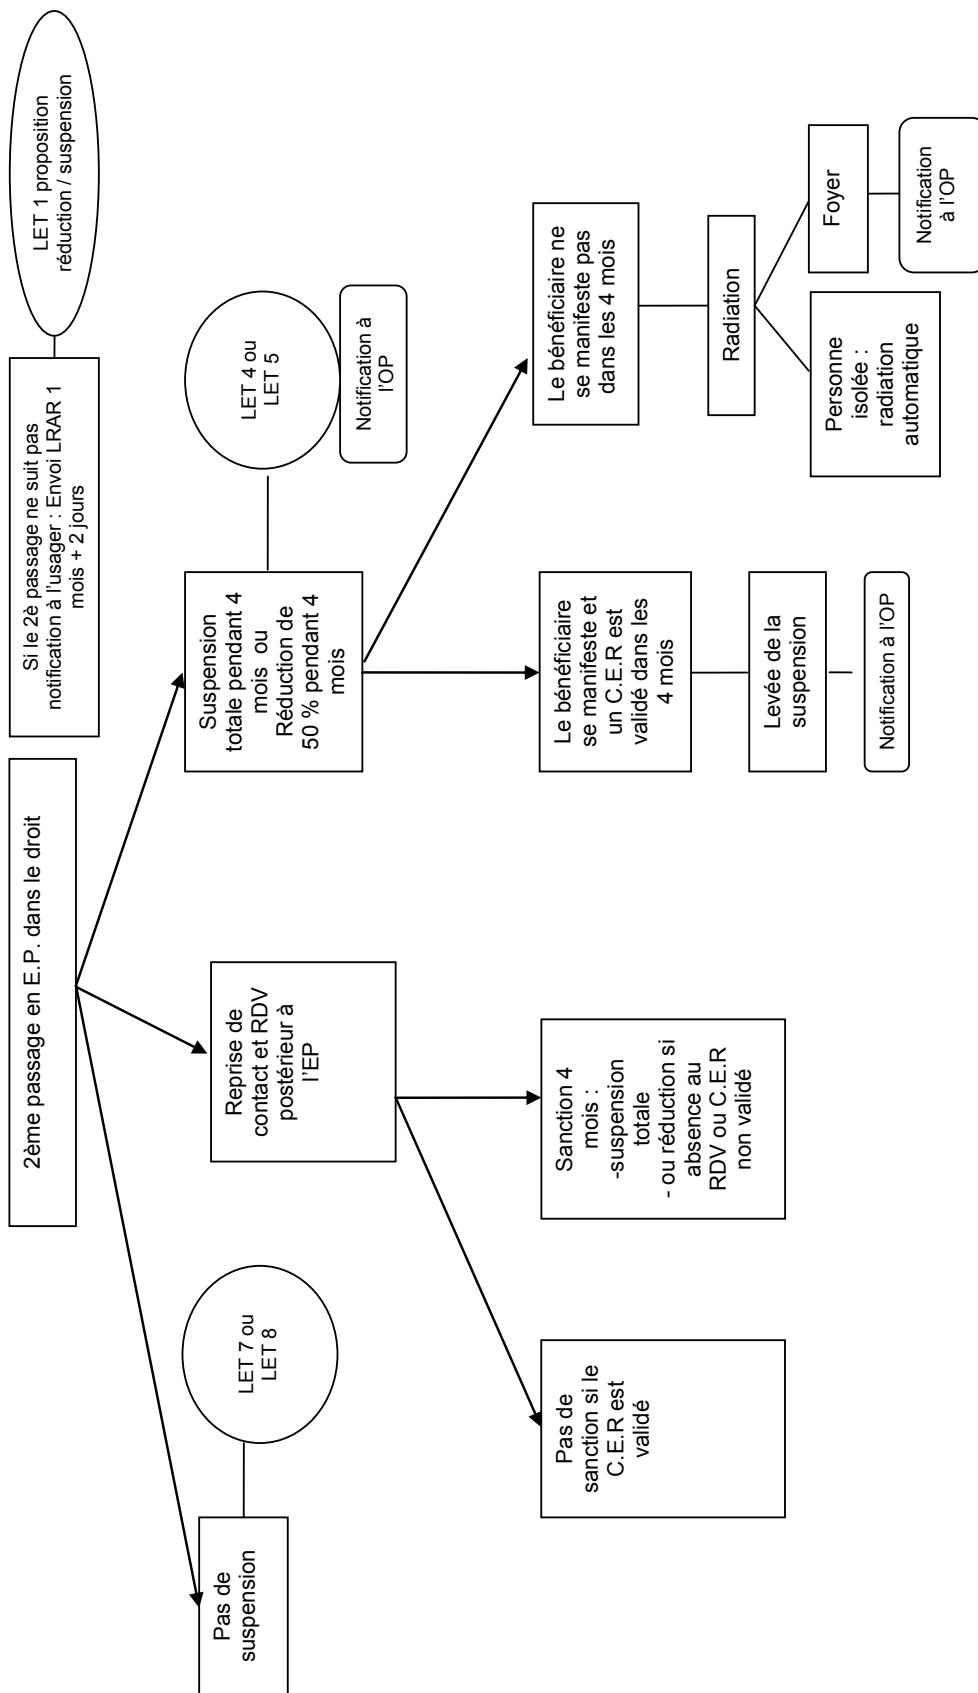 2ème passage en E.P. dans le droit
Si le 2è passage ne suit pas
notification à l'usager : Envoi LRAR 1
mois + 2 jours
LET 1 proposition
réduction / suspension
Pas de
suspension
LET 7 ou
LET 8
Reprise de
contact et RDV
postérieur à
l'EP
Suspension
totale pendant 4
mois ou
Réduction de
50 % pendant 4
mois
LET 4 ou
LET 5
Notification à
l'OP
Pas de
sanction si le
C.E.R est
validé
Sanction 4
mois :
-suspension
totale
- ou réduction si
absence au
RDV ou C.E.R
non validé
Le bénéficiaire
se manifeste et
un C.E.R est
validé dans les
4 mois
Le bénéficiaire ne
se manifeste pas
dans les 4 mois
Levée de la
suspension
Radiation
Notification à l'OP
Personne
isolée :
radiation
automatique
Foyer
Notification
à l'OP